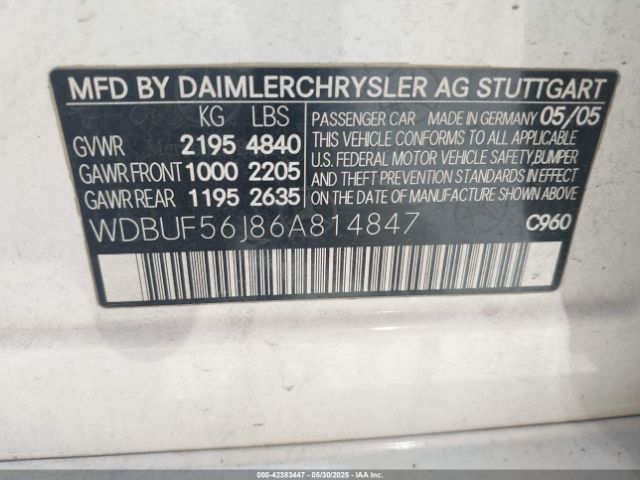 MFD BY DAIMLERCHRYSLER AG STUTTGART
KG LBS
GVWR 2195 4840
GAWR FRONT 1000 2205
GAWR REAR 1195 2635
PASSENGER CAR MADE IN GERMANY 05/05
THIS VEHICLE CONFORMS TO ALL APPLICABLE
U.S. FEDERAL MOTOR VEHICLE SAFETY, BUMPER
AND THEFT PREVENTION STANDARDS IN EFFECT
ON THE DATE OF MANUFACTURE SHOWN ABOVE
WDBUF56J86A814847
C960
000 - 42383447 - 05/30/2025 - IAAI.COM